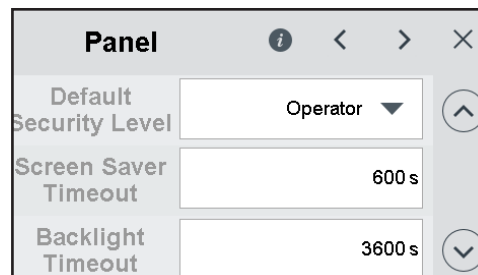 Panel
Default
Security Level
Operator
Screen Saver
Timeout
600 s
Backlight
Timeout
3600 s